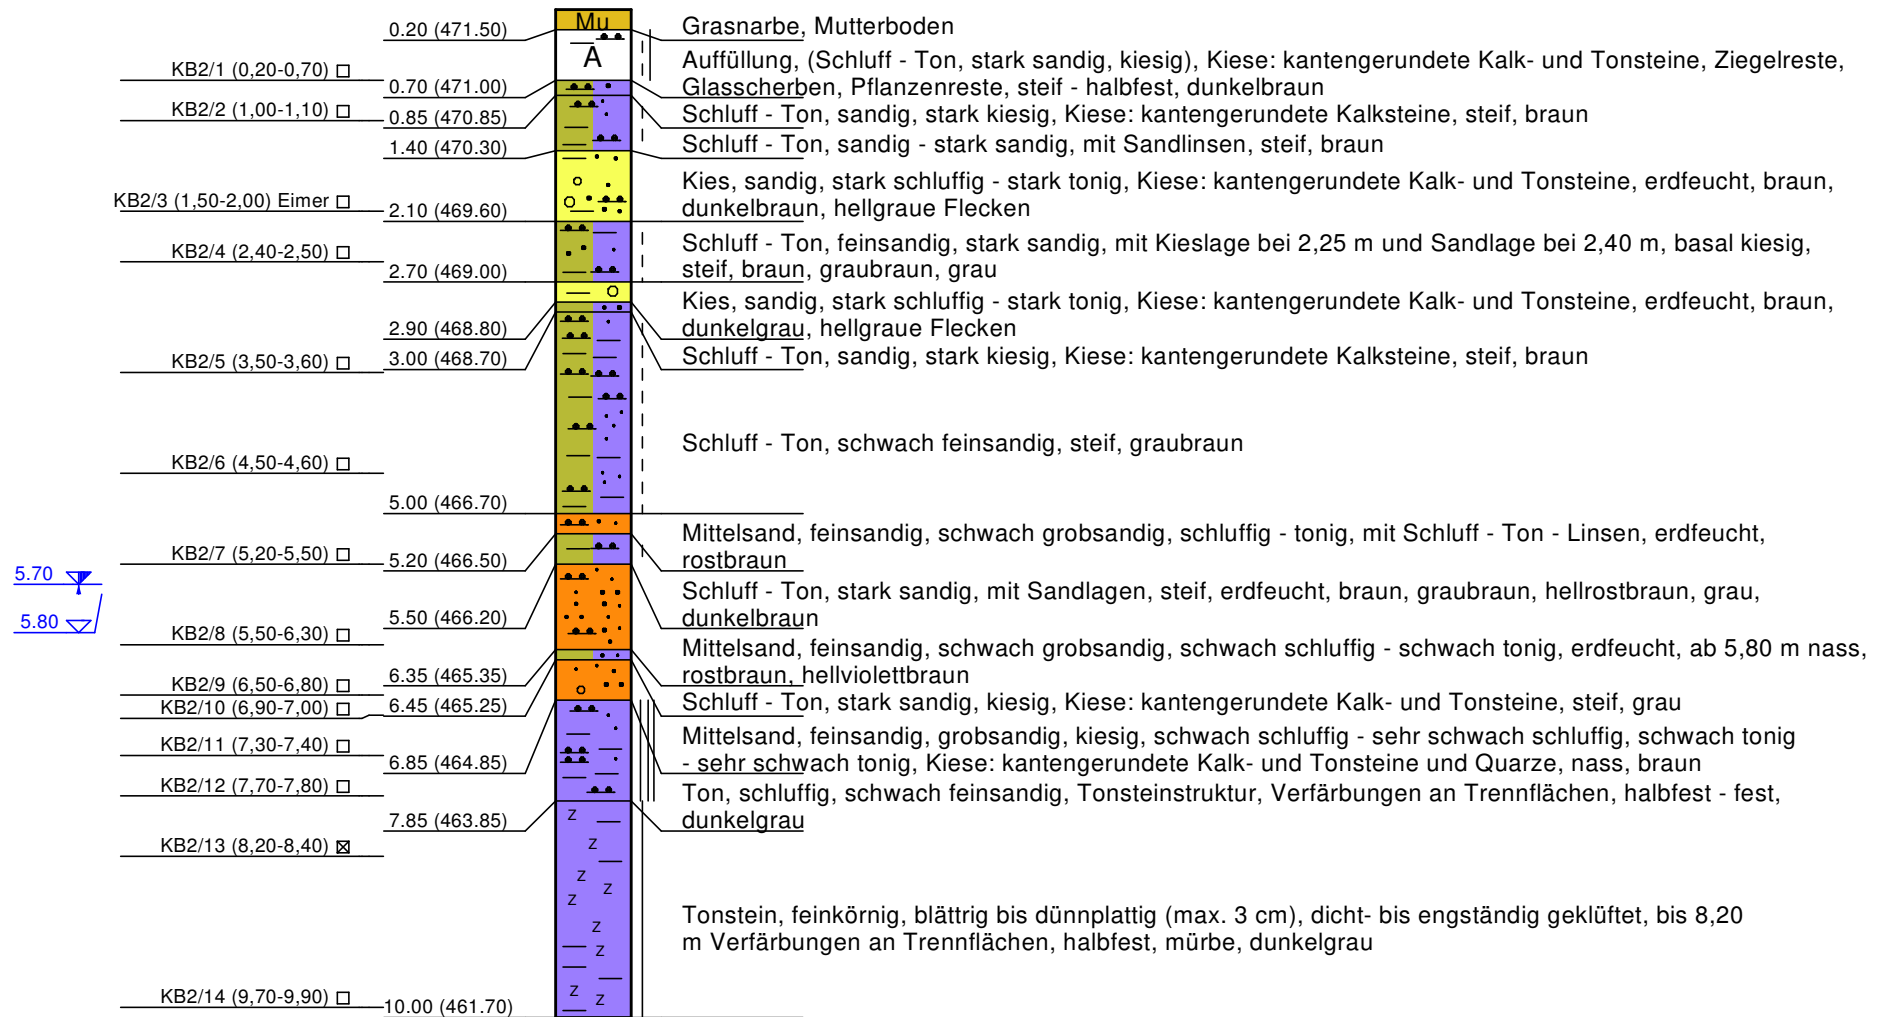 Mu
0.20 (471.50)
Grasnarbe, Mutterboden
A
KB2/1 (0,20-0,70)
0.70 (471.00)
Auffüllung, (Schluff - Ton, stark sandig, kiesig), Kiese: kantengerundete Kalk- und Tonsteine, Ziegelreste,
Glasscherben, Pflanzenreste, steif - halbfest, dunkelbraun
KB2/2 (1,00-1,10)
0.85 (470.85)
Schluff - Ton, sandig, stark kiesig, Kiese: kantengerundete Kalksteine, steif, braun
1.40 (470.30)
Schluff - Ton, sandig - stark sandig, mit Sandlinsen, steif, braun
KB2/3 (1,50-2,00) Eimer
2.10 (469.60)
Kies, sandig, stark schluffig - stark tonig, Kiese: kantengerundete Kalk- und Tonsteine, erdfeucht, braun,
dunkelbraun, hellgraue Flecken
KB2/4 (2,40-2,50)
2.70 (469.00)
Schluff - Ton, feinsandig, stark sandig, mit Kieslage bei 2,25 m und Sandlage bei 2,40 m, basal kiesig,
steif, braun, graubraun, grau
2.90 (468.80)
Kies, sandig, stark schluffig - stark tonig, Kiese: kantengerundete Kalk- und Tonsteine, erdfeucht, braun,
dunkelgrau, hellgraue Flecken
KB2/5 (3,50-3,60)
3.00 (468.70)
Schluff - Ton, sandig, stark kiesig, Kiese: kantengerundete Kalksteine, steif, braun
KB2/6 (4,50-4,60)
5.00 (466.70)
Schluff - Ton, schwach feinsandig, steif, graubraun
KB2/7 (5,20-5,50)
5.20 (466.50)
Mittelsand, feinsandig, schwach grobsandig, schluffig - tonig, mit Schluff - Ton - Linsen, erdfeucht,
rostbraun
5.70
5.80
5.50 (466.20)
Schluff - Ton, stark sandig, mit Sandlagen, steif, erdfeucht, braun, graubraun, hellrostbraun, grau,
dunkelbraun
KB2/8 (5,50-6,30)
6.35 (465.35)
Mittelsand, feinsandig, schwach grobsandig, schwach schluffig - schwach tonig, erdfeucht, ab 5,80 m nass,
rostbraun, hellviolettbraun
KB2/9 (6,50-6,80)
KB2/10 (6,90-7,00)
6.45 (465.25)
Schluff - Ton, stark sandig, kiesig, Kiese: kantengerundete Kalk- und Tonsteine, steif, grau
KB2/11 (7,30-7,40)
6.85 (464.85)
Mittelsand, feinsandig, grobsandig, kiesig, schwach schluffig - sehr schwach schluffig, schwach tonig
- sehr schwach tonig, Kiese: kantengerundete Kalk- und Tonsteine und Quarze, nass, braun
KB2/12 (7,70-7,80)
7.85 (463.85)
Ton, schluffig, schwach feinsandig, Tonsteinstruktur, Verfärbungen an Trennflächen, halbfest - fest,
dunkelgrau
KB2/13 (8,20-8,40)
z
z
z
z
z
z
z
z
z
Tonstein, feinkörnig, blättrig bis dünnplattig (max. 3 cm), dicht- bis engständig geklüftet, bis 8,20
m Verfärbungen an Trennflächen, halbfest, mürbe, dunkelgrau
KB2/14 (9,70-9,90)
10.00 (461.70)